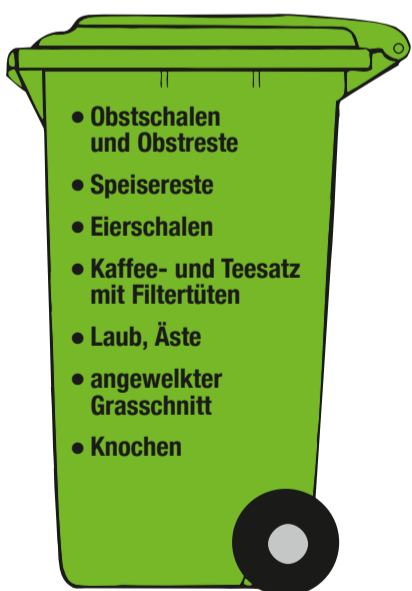 • Obstschalen
und Obstreste
• Speisereste
• Eierschalen
• Kaffee- und Teesatz
mit Filtertüten
• Laub, Äste
• angewelkter
Grasschnitt
• Knochen